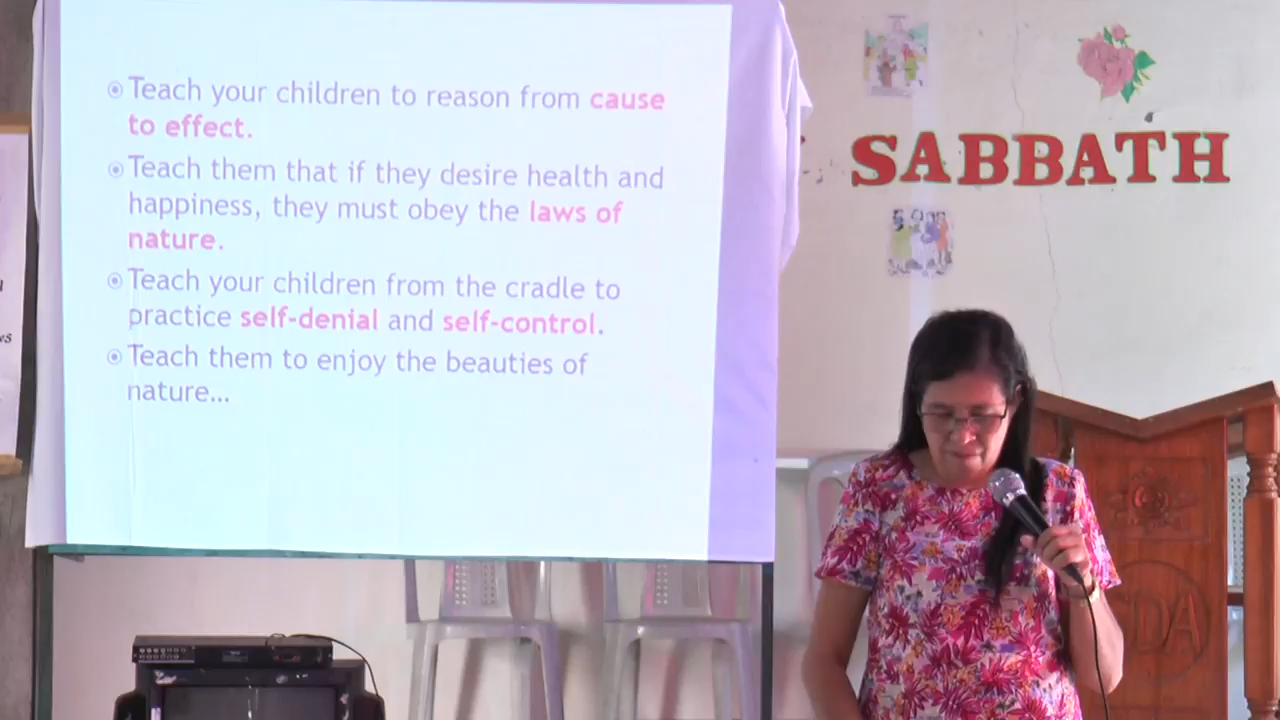 Teach your children to reason from cause
to effect.
Teach them that if they desire health and
happiness, they must obey the laws of
nature.
Teach your children from the cradle to
practice self-denial and self-control.
Teach them to enjoy the beauties of
nature...
SABBATH
SDA